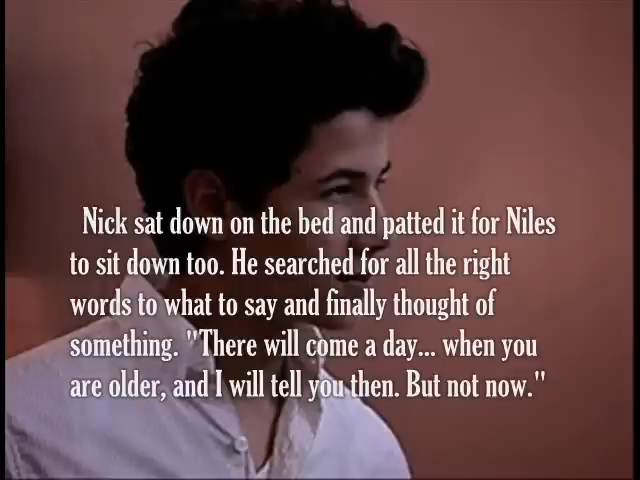 Nick sat down on the bed and patted it for Niles
to sit down too. He searched for all the right
words to what to say and finally thought of
something. "There will come a day... when you
are older, and I will tell you then. But not now."